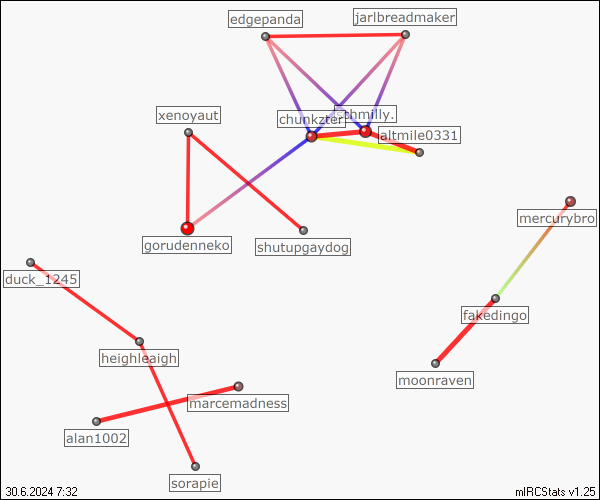 edgepanda
jarlbreadmaker
xenoyaut
chunkzter
hmilly.
altmile0331
mercurybro
gorudenneko
shutupgaydog
duck_1245
fakedingo
heighleaigh
moonraven
marcemadness
alan1002
sorapie
30.6.2024 7:32
mIRCStats v1.25